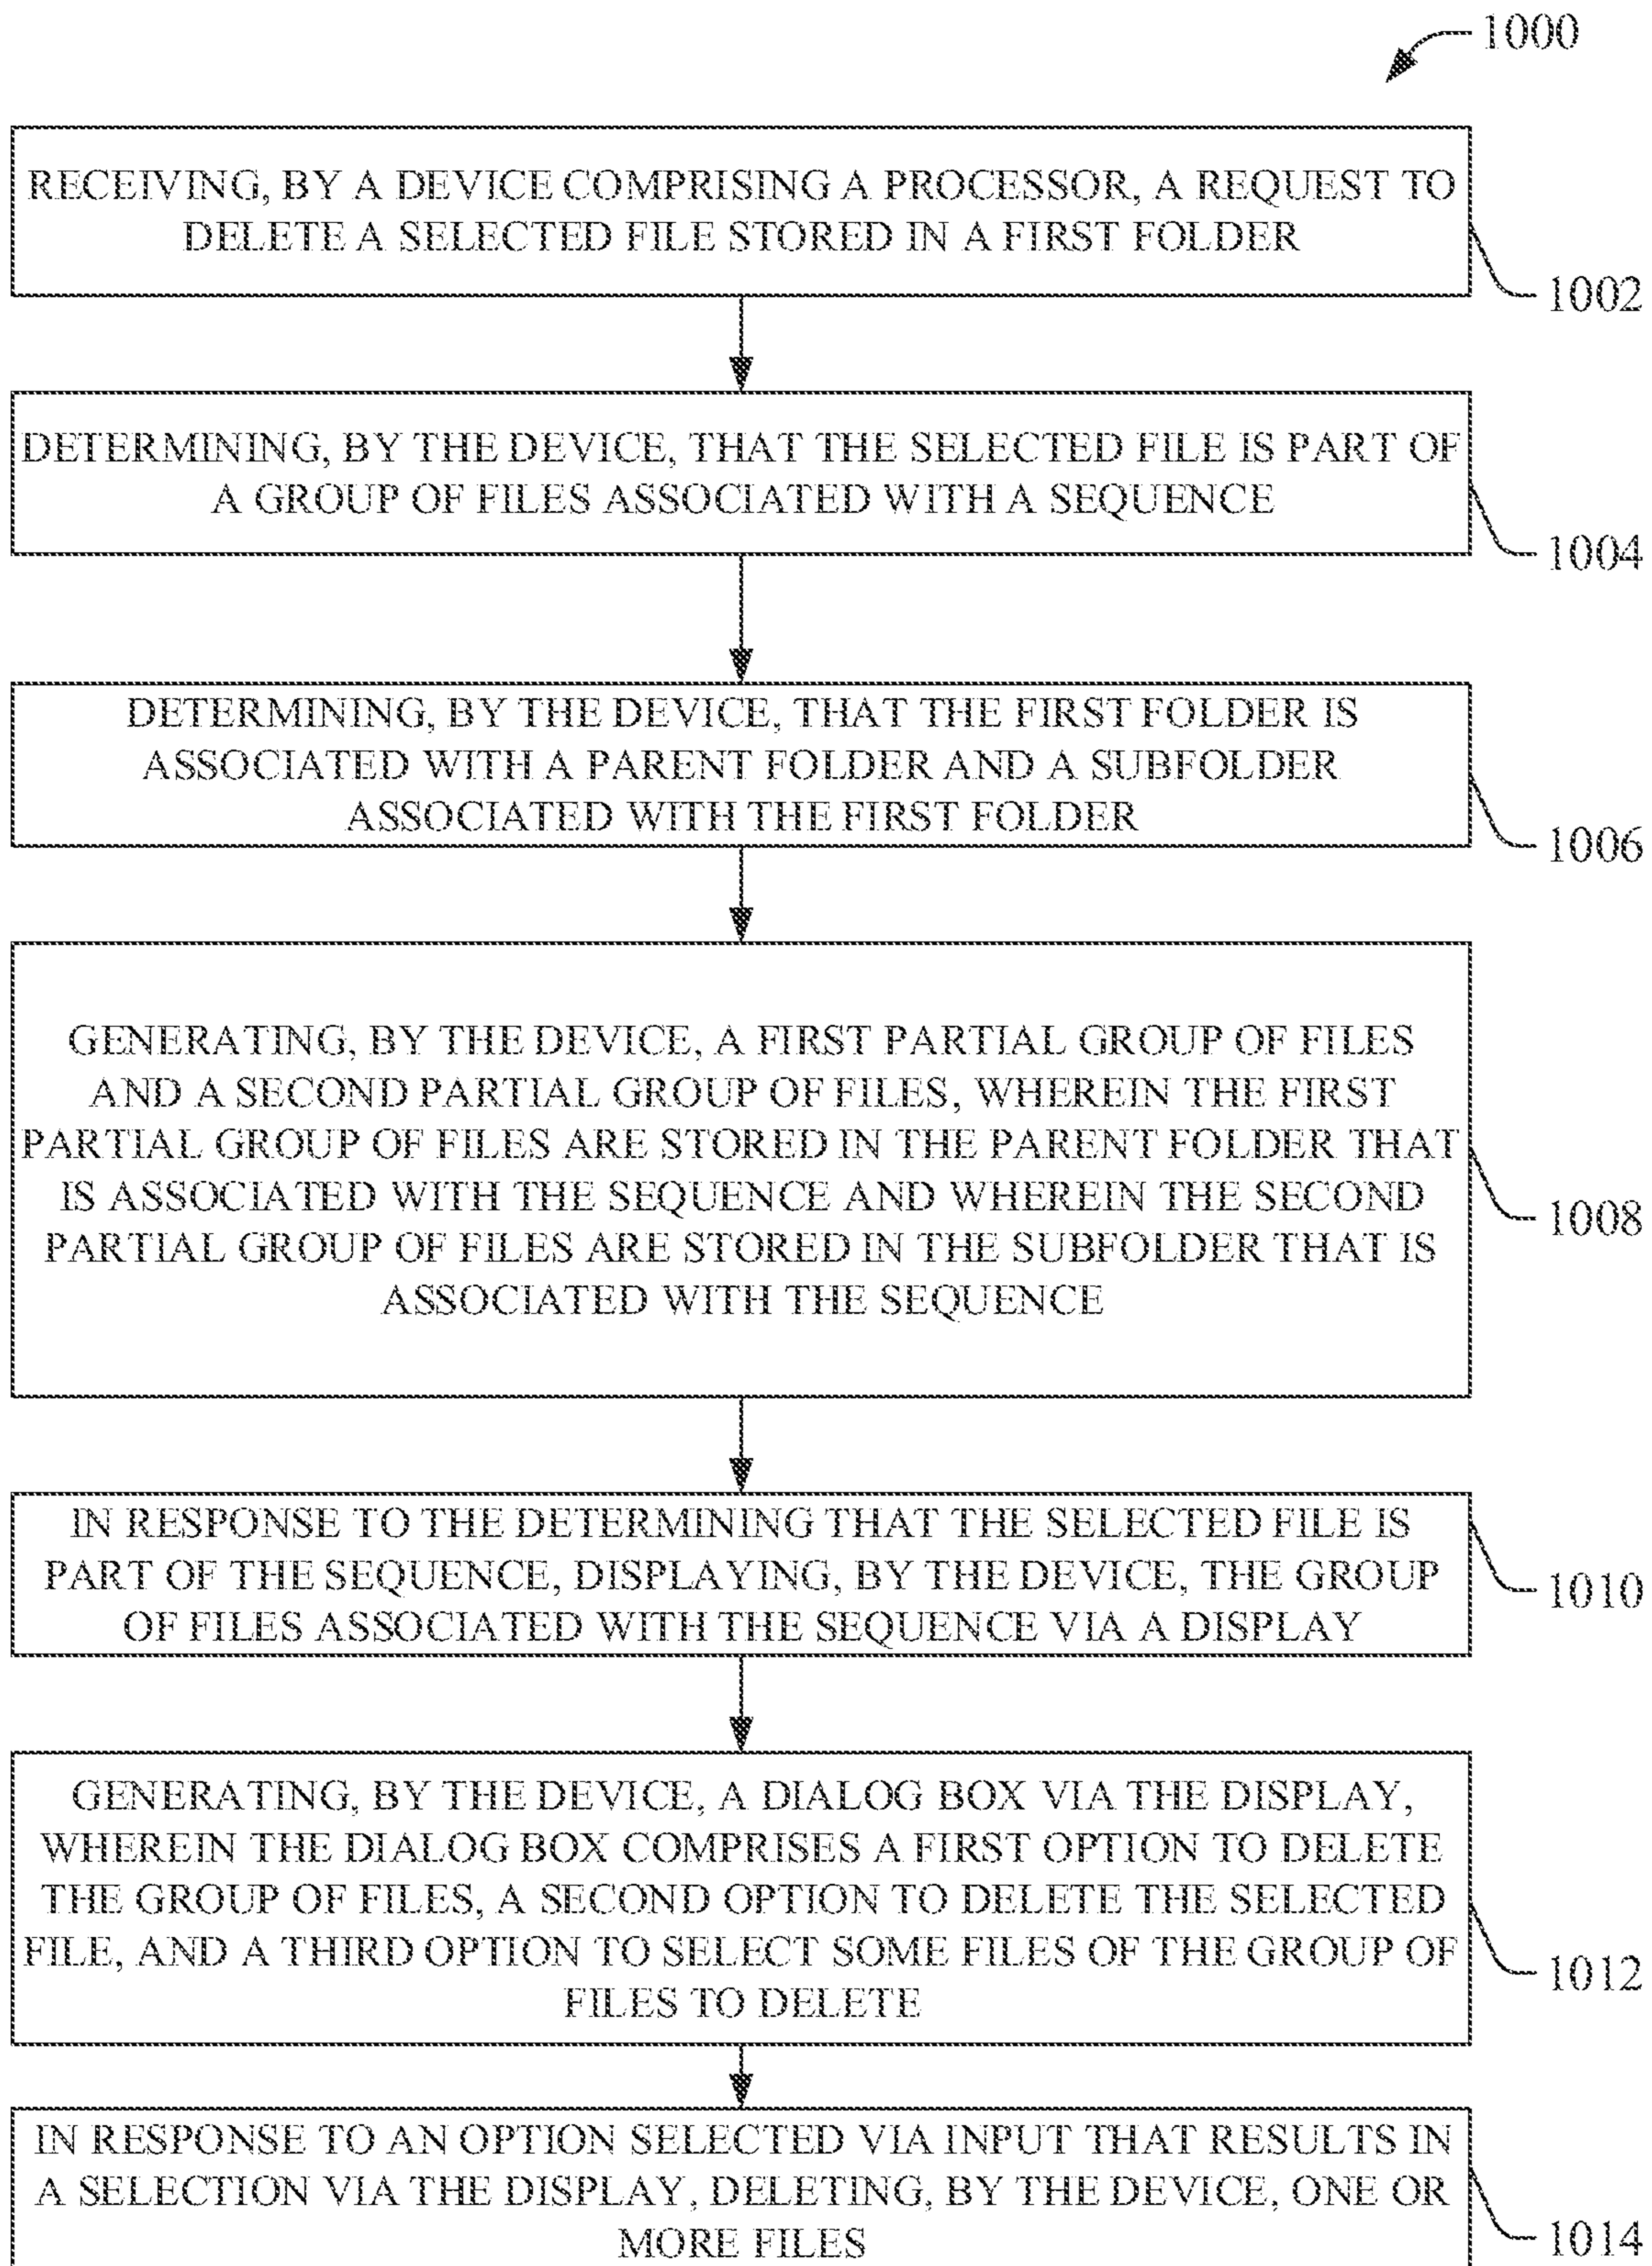 1000
RECEIVING, BY A DEVICE COMPRISING A PROCESSOR, A REQUEST TO
DELETE A SELECTED FILE STORED IN A FIRST FOLDER
1002
DETERMINING, BY THE DEVICE, THAT THE SELECTED FILE IS PART OF
A GROUP OF FILES ASSOCIATED WITH A SEQUENCE
1004
DETERMINING, BY THE DEVICE, THAT THE FIRST FOLDER IS
ASSOCIATED WITH A PARENT FOLDER AND A SUBFOLDER
ASSOCIATED WITH THE FIRST FOLDER
1006
GENERATING, BY THE DEVICE, A FIRST PARTIAL GROUP OF FILES
AND A SECOND PARTIAL GROUP OF FILES, WHEREIN THE FIRST
PARTIAL GROUP OF FILES ARE STORED IN THE PARENT FOLDER THAT
IS ASSOCIATED WITH THE SEQUENCE AND WHEREIN THE SECOND
PARTIAL GROUP OF FILES ARE STORED IN THE SUBFOLDER THAT IS
ASSOCIATED WITH THE SEQUENCE
1008
IN RESPONSE TO THE DETERMINING THAT THE SELECTED FILE IS
PART OF THE SEQUENCE, DISPLAYING, BY THE DEVICE, THE GROUP
OF FILES ASSOCIATED WITH THE SEQUENCE VIA A DISPLAY
1010
GENERATING, BY THE DEVICE, A DIALOG BOX VIA THE DISPLAY,
WHEREIN THE DIALOG BOX COMPRISES A FIRST OPTION TO DELETE
THE GROUP OF FILES, A SECOND OPTION TO DELETE THE SELECTED
FILE, AND A THIRD OPTION TO SELECT SOME FILES OF THE GROUP OF
FILES TO DELETE
1012
IN RESPONSE TO AN OPTION SELECTED VIA INPUT THAT RESULTS IN
A SELECTION VIA THE DISPLAY, DELETING, BY THE DEVICE, ONE OR
MORE FILES
1014